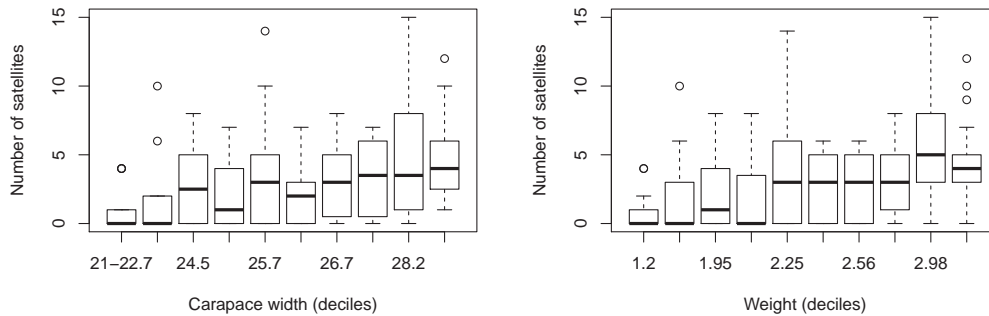 Number of satellites
15
10
5
0
21–22.7 24.5 25.7 26.7 28.2
Carapace width (deciles)
Number of satellites
15
10
5
0
1.2 1.95 2.25 2.56 2.98
Weight (deciles)